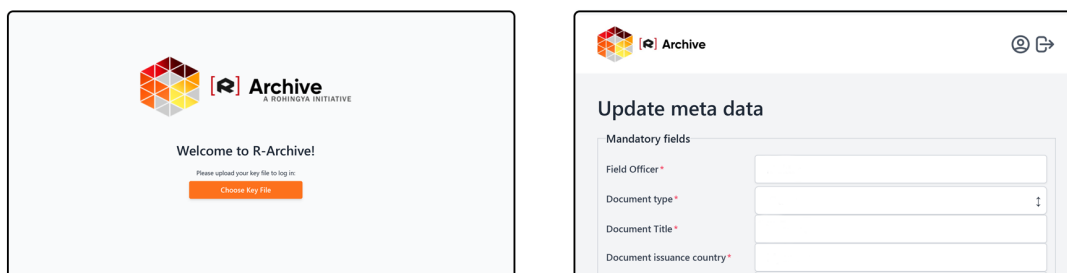 [R] Archive
A ROHINGYA INITIATIVE
Welcome to R-Archive!
Please upload your key file to log in:
Choose Key File
[R] Archive
Update meta data
Mandatory fields
Field Officer*
Document type*
Document Title*
Document issuance country*